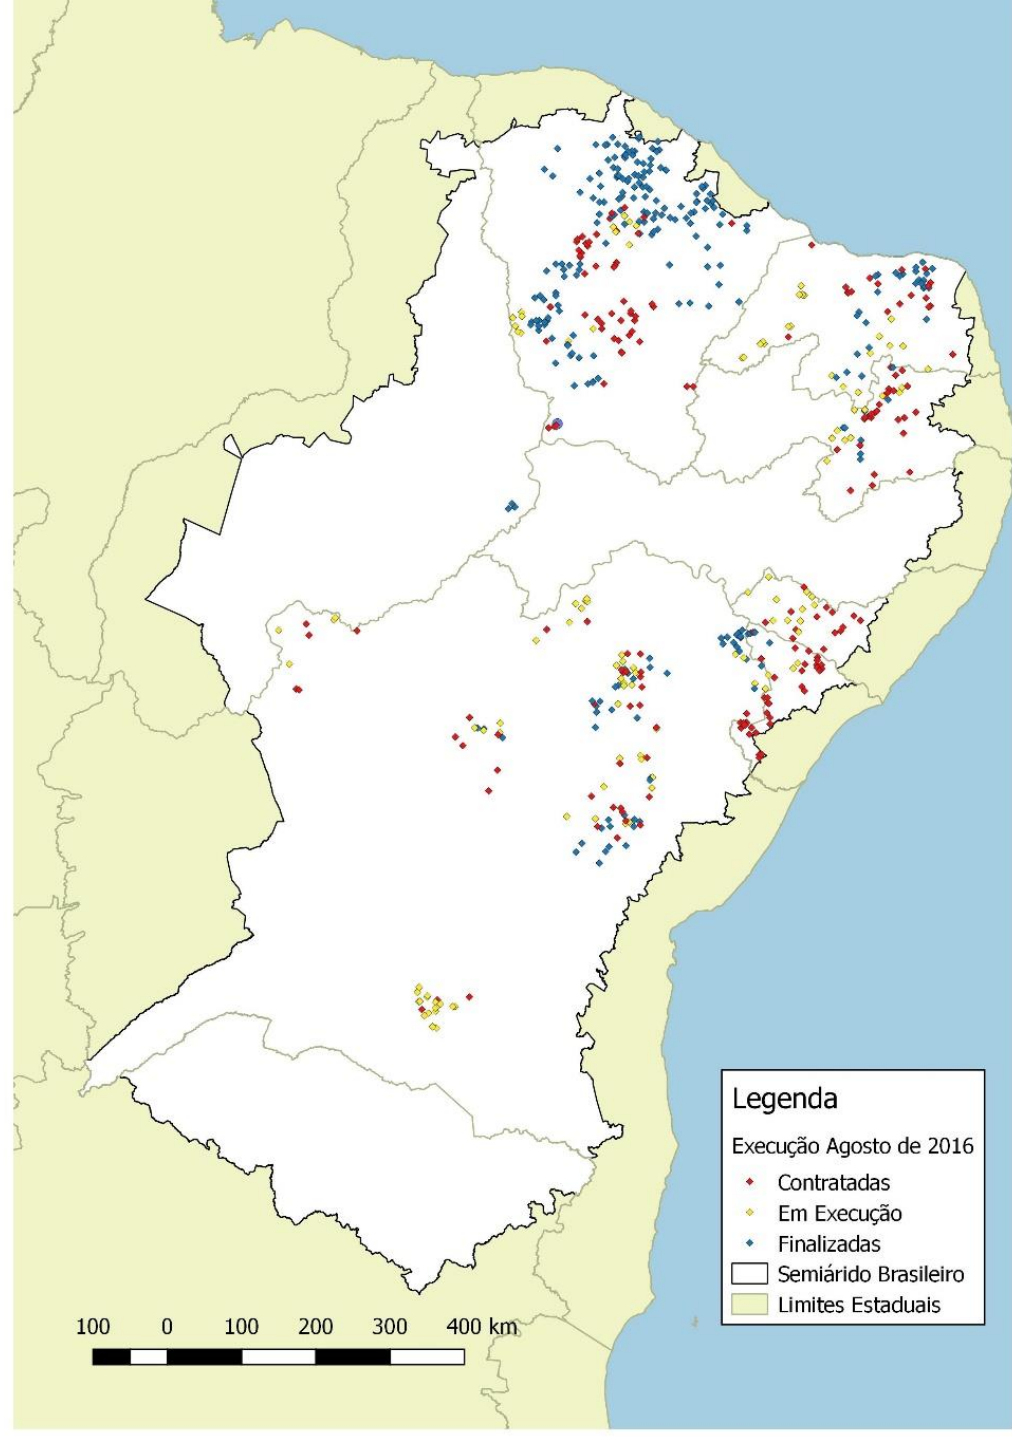 Legenda
Execução Agosto de 2016
Contratadas
Em Execução
Finalizadas
Semiárido Brasileiro
Limites Estaduais
100 0 100 200 300 400 km